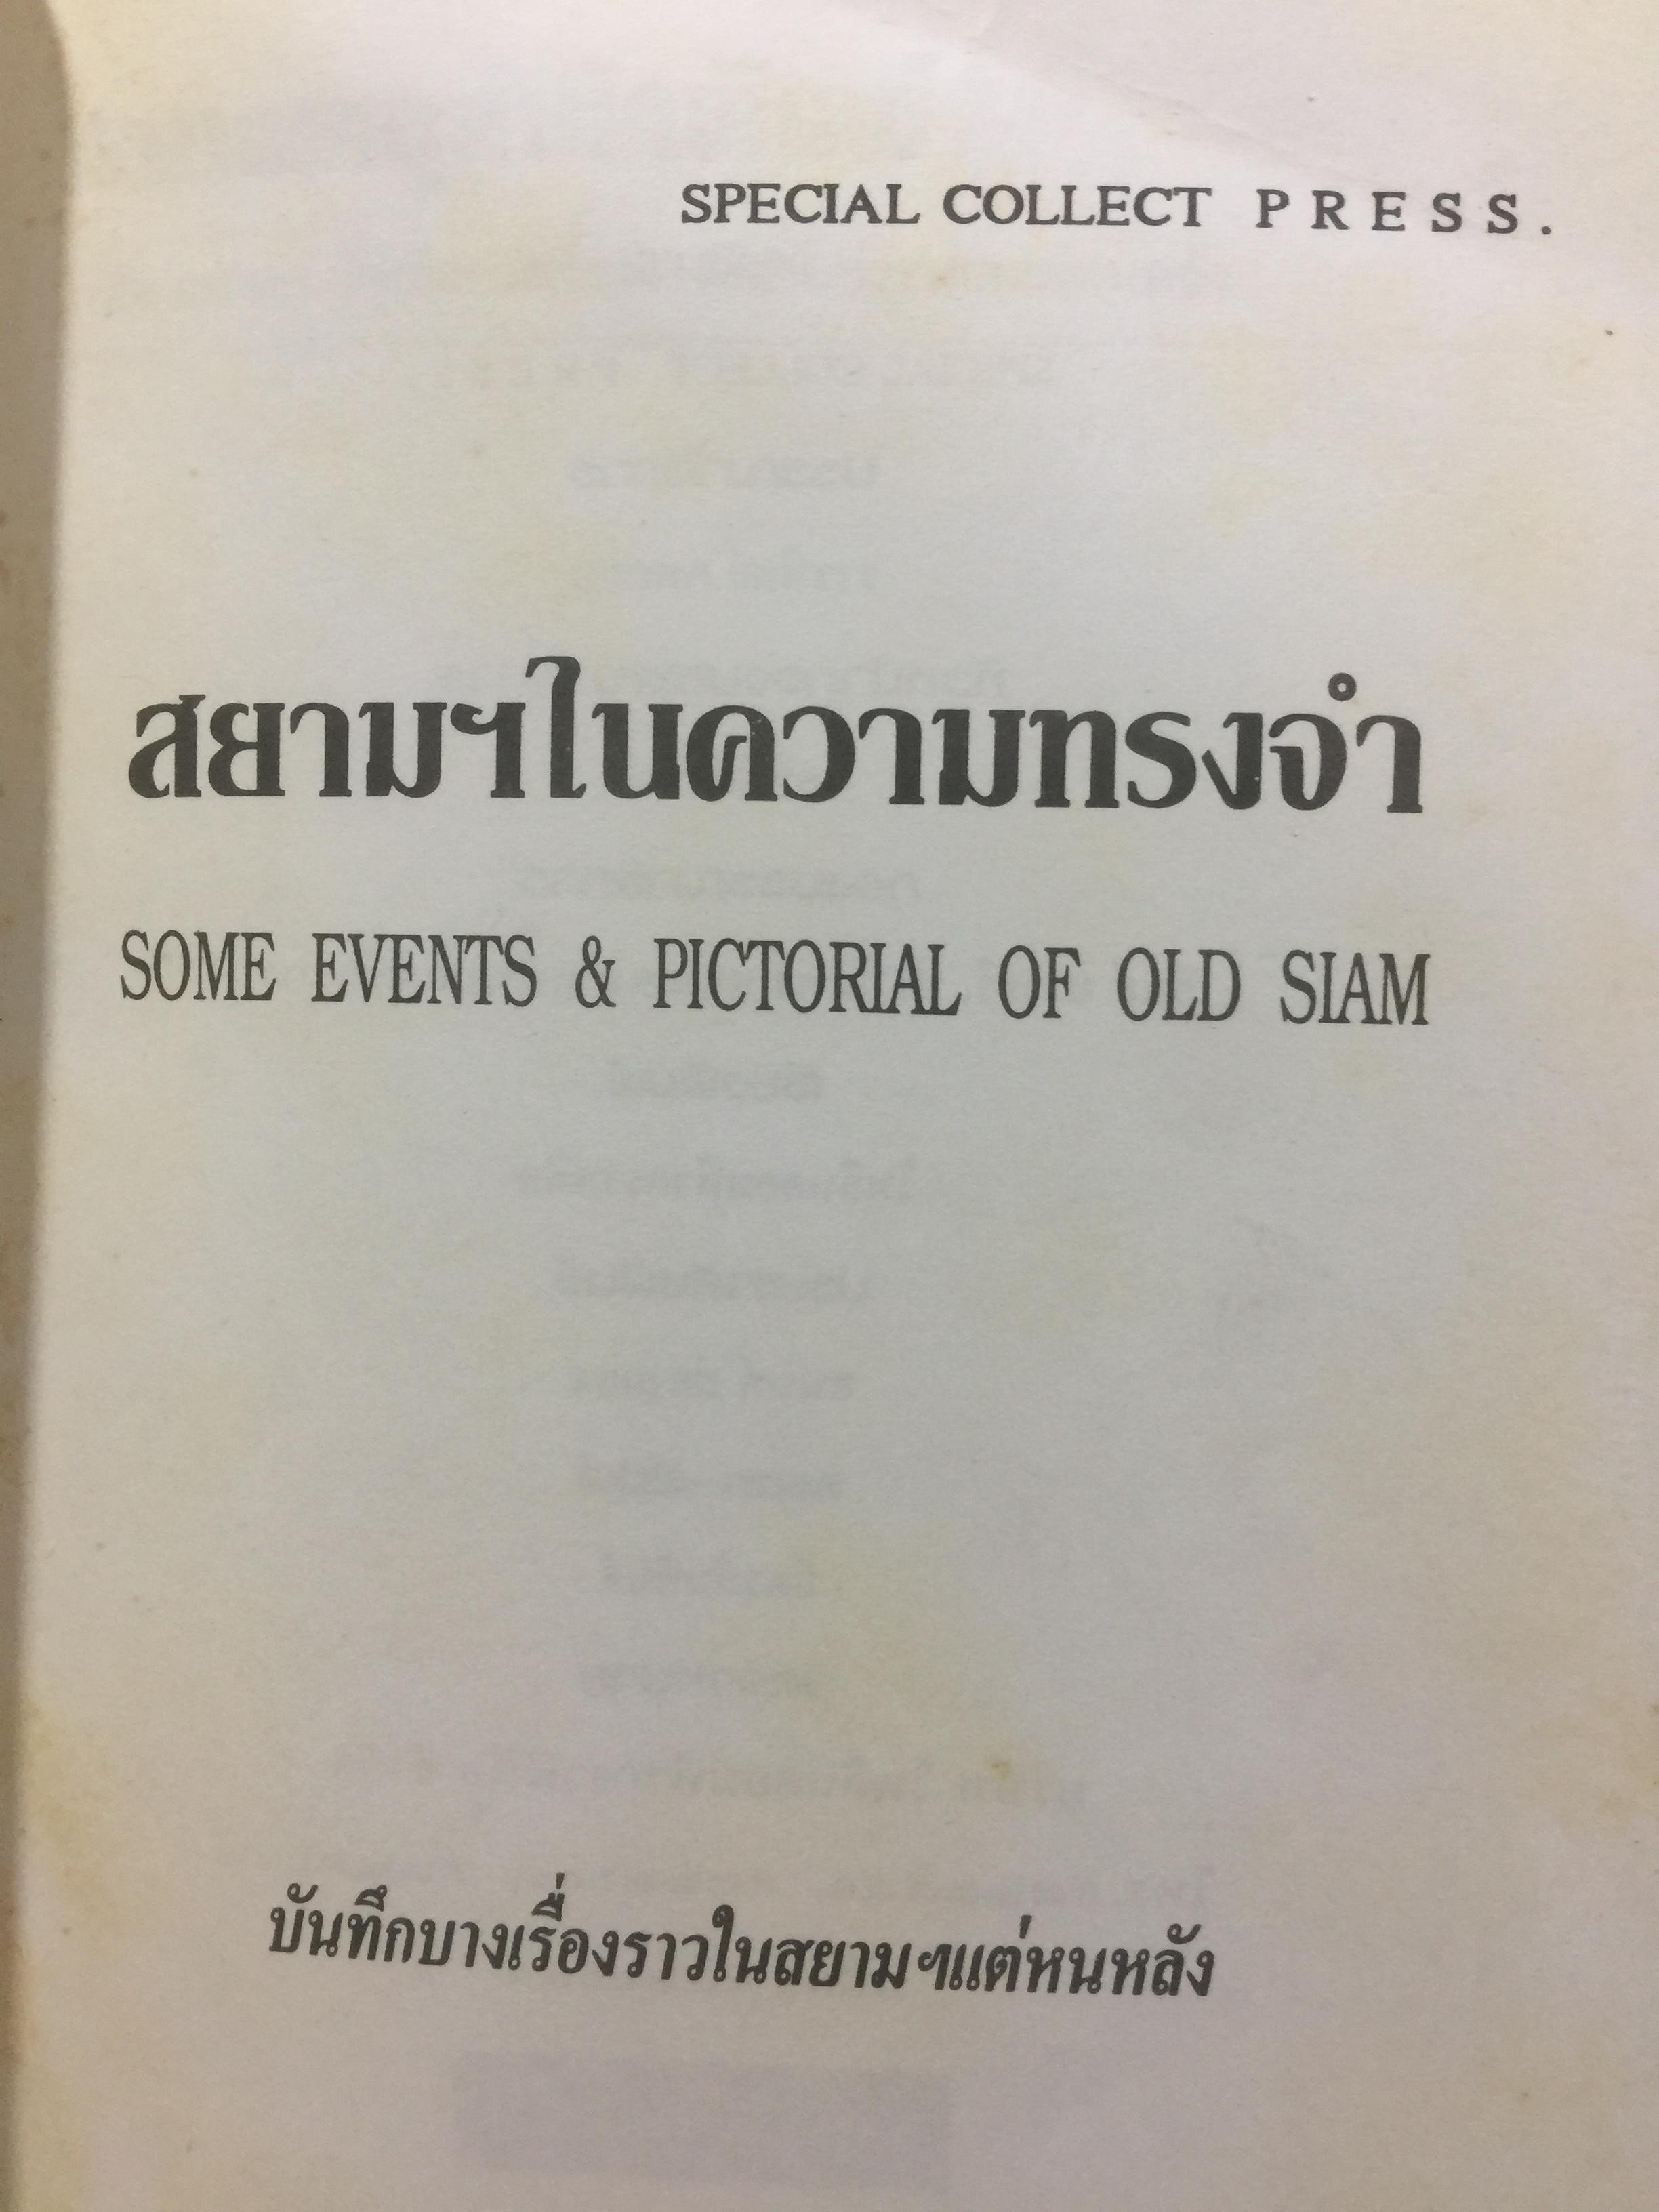 SPECIAL COLLECT PRESS.
สยามฯในความทรงจำ
SOME EVENTS & PICTORIAL OF OLD SIAM
บันทึกบางเรื่องราวในสยามฯแต่หนหลัง